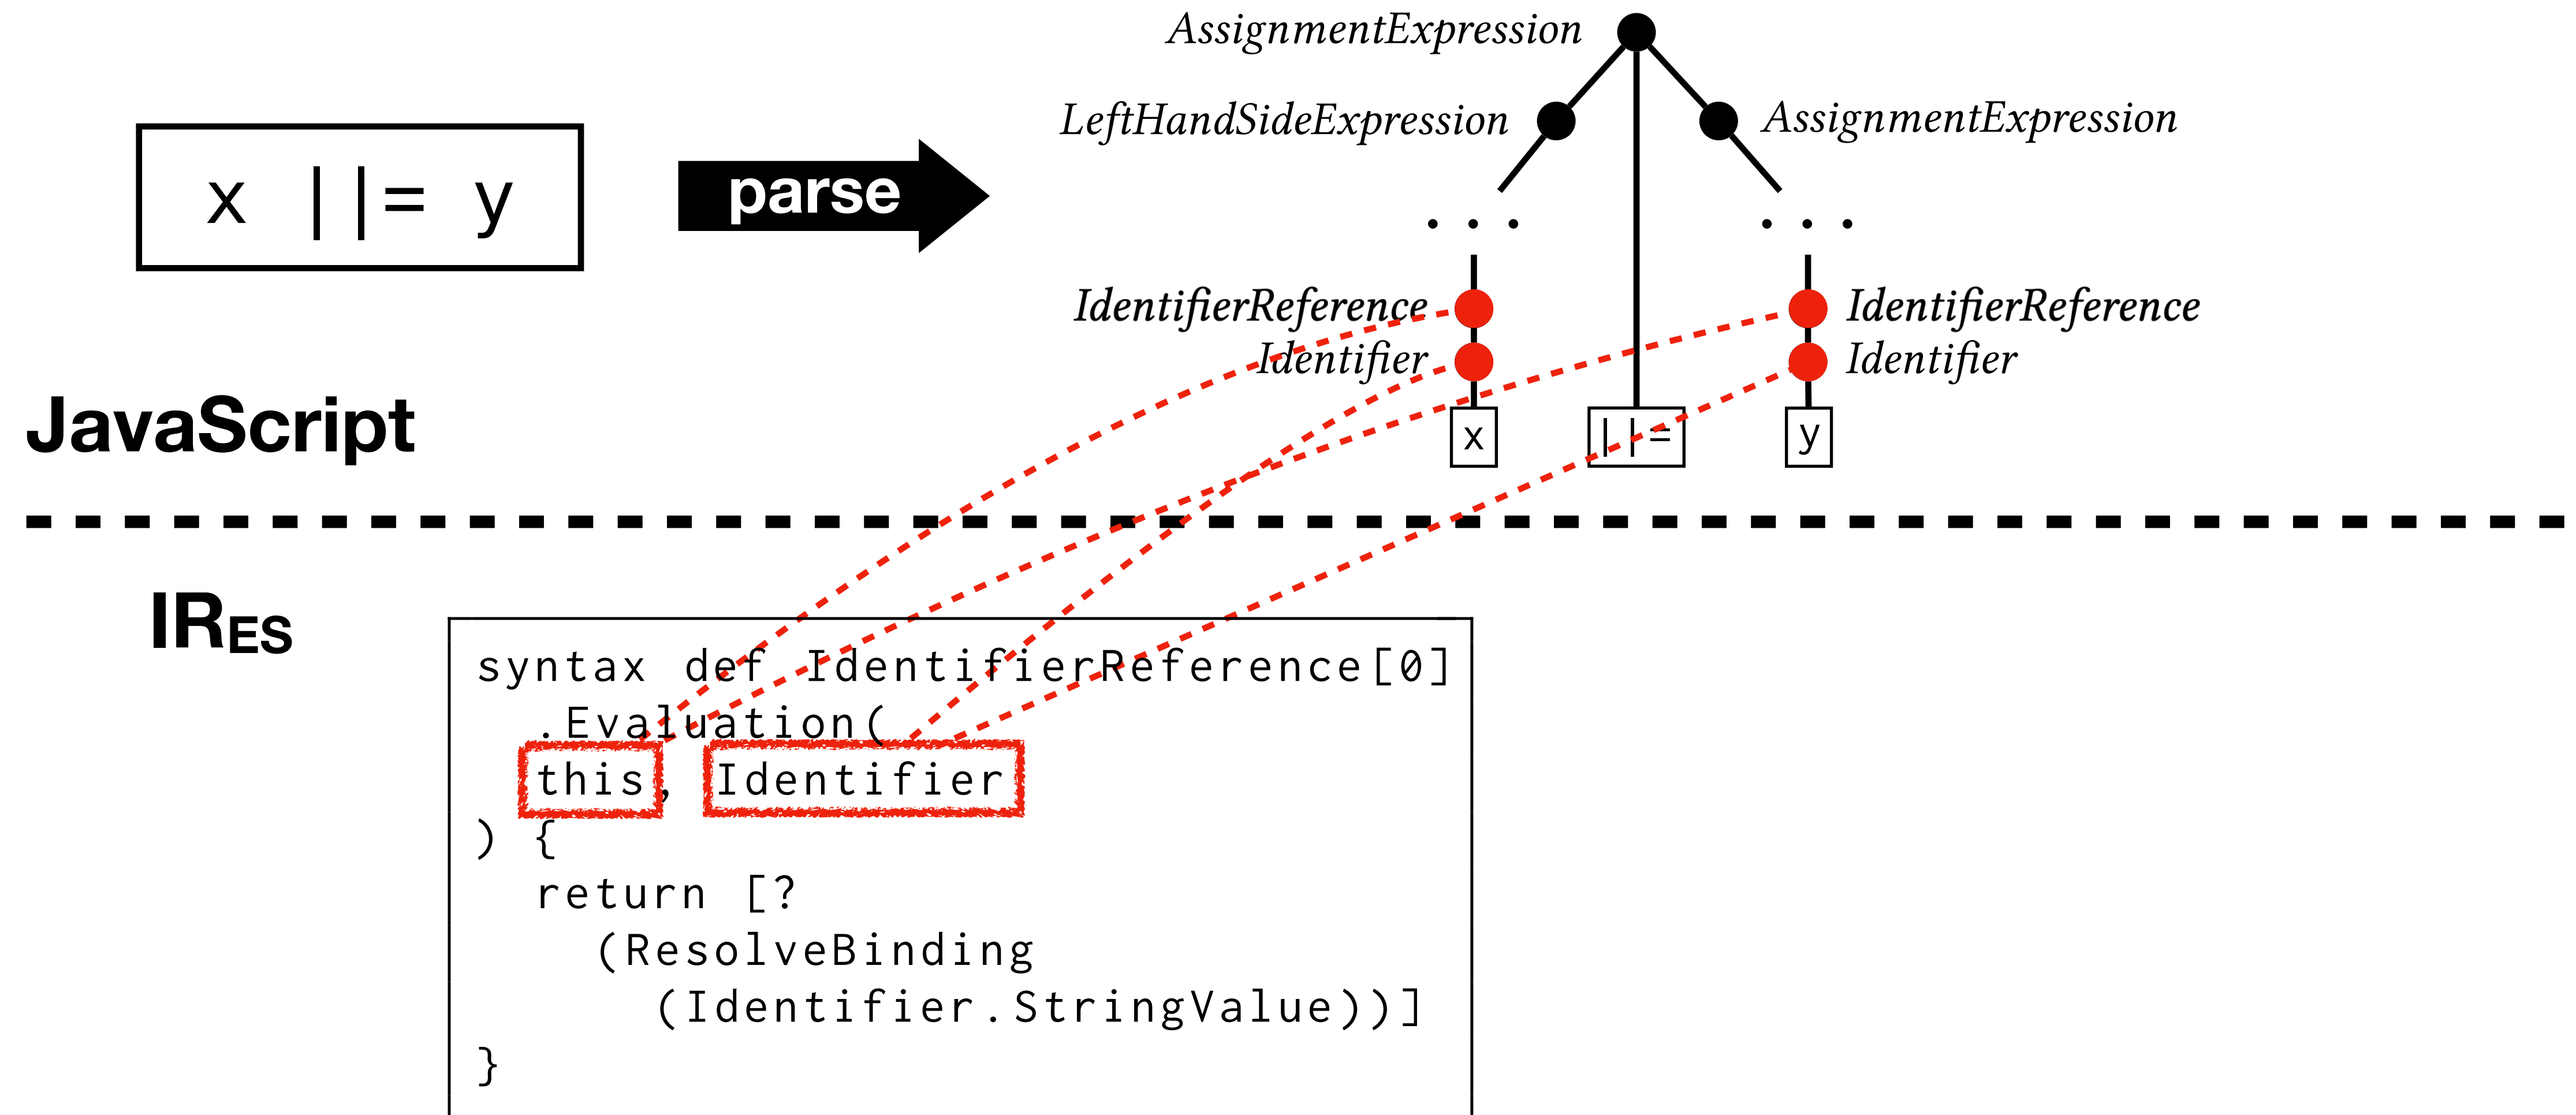 AssignmentExpression
LeftHandSideExpression
AssignmentExpression
x ||= y
parse
. . .
. . .
IdentifierReference
IdentifierReference
Identifier
Identifier
x
||=
y
JavaScript
IRES
syntax def IdentifierReference[0]
.Evaluation(
this, Identifier
) {
return [?
(ResolveBinding
(Identifier.StringValue))]
}